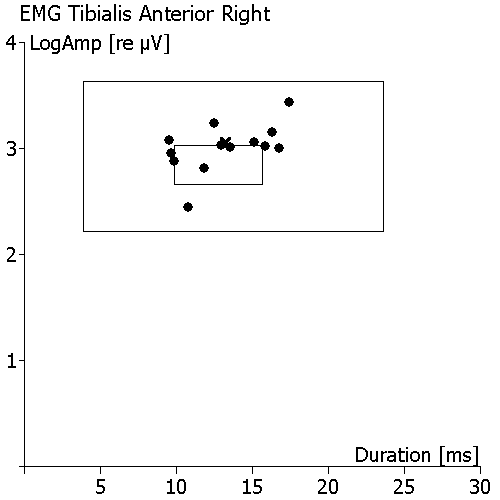 EMG Tibialis Anterior Right
4
LogAmp [re µV]
3
2
1
Duration [ms]
5 10 15 20 25 30